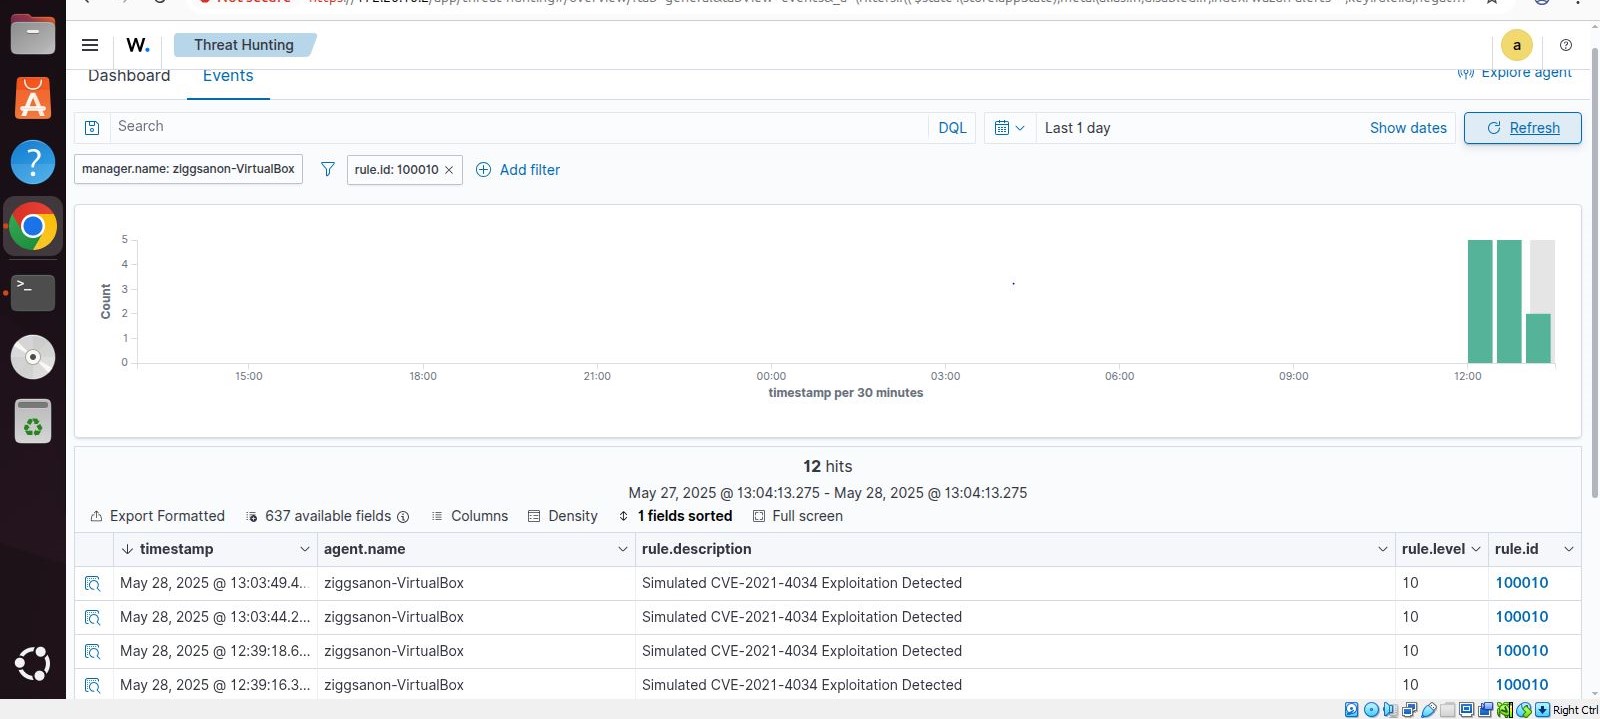 W. Threat Hunting a
Dashboard Events Explore agent
Search DQL Last 1 day Show dates Refresh
manager.name: ziggsanon-VirtualBox rule.id: 100010 Add filter
5
4
3
2
1
0
Count
15:00 18:00 21:00 00:00 03:00 06:00 09:00 12:00
timestamp per 30 minutes
12 hits
May 27, 2025 @ 13:04:13.275 - May 28, 2025 @ 13:04:13.275
Export Formatted 637 available fields Columns Density 1 fields sorted Full screen
timestamp agent.name rule.description rule.level rule.id
May 28, 2025 @ 13:03:49.4... ziggsanon-VirtualBox Simulated CVE-2021-4034 Exploitation Detected 10 100010
May 28, 2025 @ 13:03:44.2... ziggsanon-VirtualBox Simulated CVE-2021-4034 Exploitation Detected 10 100010
May 28, 2025 @ 12:39:18.6... ziggsanon-VirtualBox Simulated CVE-2021-4034 Exploitation Detected 10 100010
May 28, 2025 @ 12:39:16.3... ziggsanon-VirtualBox Simulated CVE-2021-4034 Exploitation Detected 10 100010
Right Ctrl